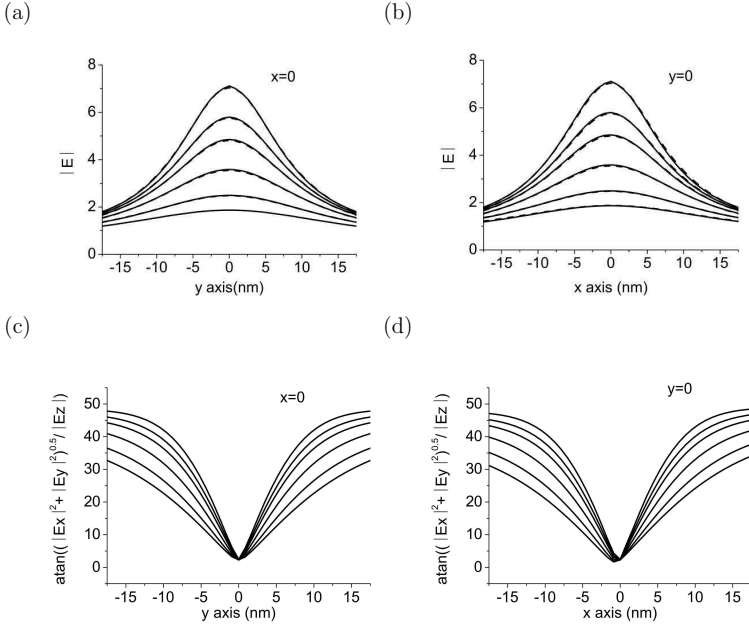 (a)
(b)
x=0
y=0
8
6
4
2
0
| E |
-15 -10 -5 0 5 10 15
y axis(nm)
8
6
4
2
0
| E |
-15 -10 -5 0 5 10 15
x axis (nm)
(c)
(d)
x=0
y=0
50
40
30
20
10
0
atan(( | Ex |²+ | Ey |²)^0.5/ | Ez |)
-15 -10 -5 0 5 10 15
y axis (nm)
50
40
30
20
10
0
atan(( | Ex |²+ | Ey |²)^0.5/ | Ez |)
-15 -10 -5 0 5 10 15
x axis (nm)